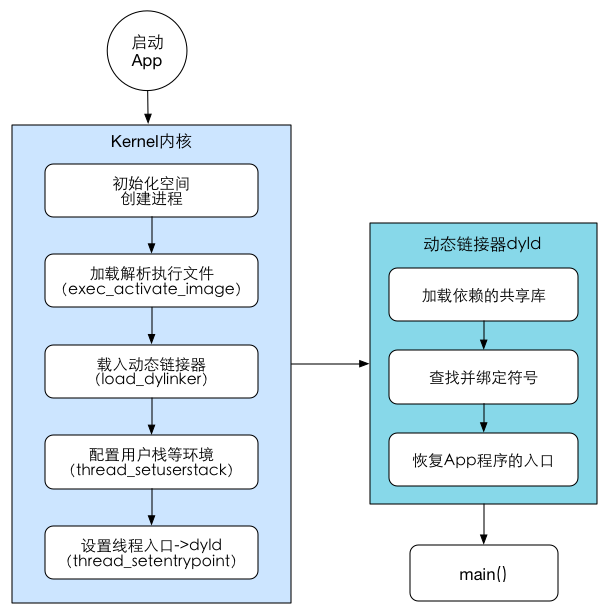 启动
App
Kernel内核
初始化空间
创建进程
加载解析执行文件
(exec_activate_image)
载入动态链接器
(load_dylinker)
配置用户栈等环境
(thread_setuserstack)
设置线程入口->dyld
(thread_setentrypoint)
动态链接器dyld
加载依赖的共享库
查找并绑定符号
恢复App程序的入口
main()